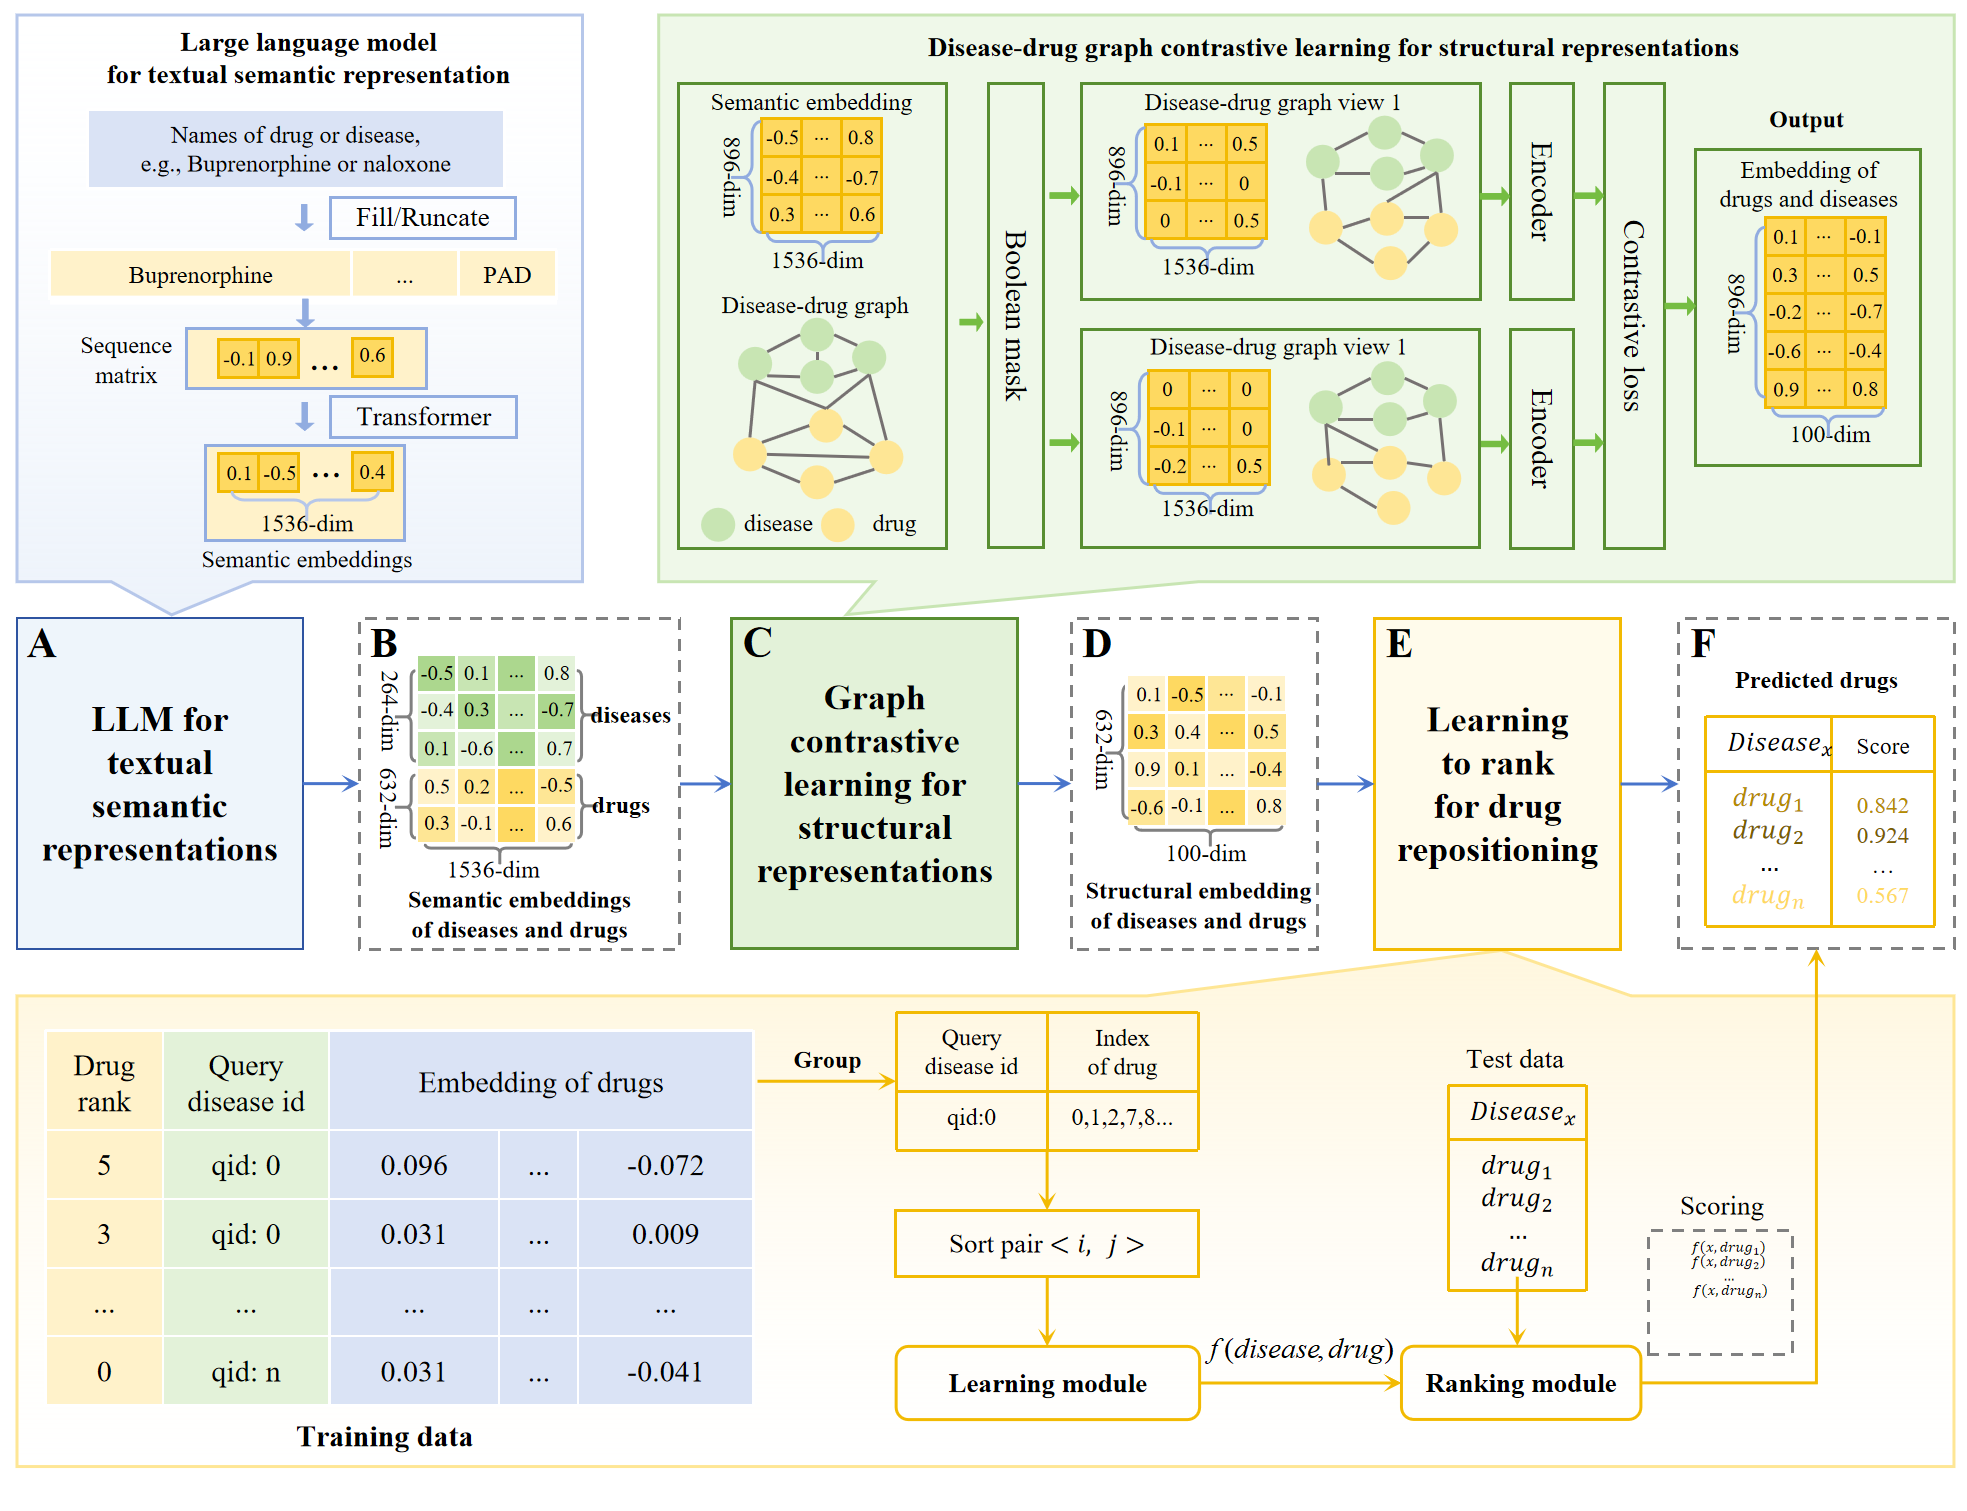 Large language model
for textual semantic representation
Names of drug or disease,
e.g., Buprenorphine or naloxone
Fill/Runcate
Buprenorphine ... PAD
Sequence
matrix
-0.1 0.9 ... 0.6
Transformer
0.1 -0.5 ... 0.4
1536-dim
Semantic embeddings
Disease-drug graph contrastive learning for structural representations
Semantic embedding
896-dim
-0.5 ... 0.8
-0.4 ... -0.7
0.3 ... 0.6
1536-dim
Disease-drug graph
disease drug
Boolean mask
Disease-drug graph view 1
896-dim
0.1 ... 0.5
-0.1 ... 0
0 ... 0.5
1536-dim
Disease-drug graph view 1
896-dim
0 ... 0
-0.1 ... 0
-0.2 ... 0.5
1536-dim
Encoder
Encoder
Contrastive loss
Output
Embedding of
drugs and diseases
896-dim
0.1 ... -0.1
0.3 ... 0.5
-0.2 ... -0.7
-0.6 ... -0.4
0.9 ... 0.8
100-dim
A
LLM for
textual
semantic
representations
B
264-dim
-0.5 0.1 ... 0.8
-0.4 0.3 ... -0.7
0.1 -0.6 ... 0.7
diseases
632-dim
0.5 0.2 ... -0.5
0.3 -0.1 ... 0.6
drugs
1536-dim
Semantic embeddings
of diseases and drugs
C
Graph
contrastive
learning for
structural
representations
D
632-dim
0.1 -0.5 ... -0.1
0.3 0.4 ... 0.5
0.9 0.1 ... -0.4
-0.6 -0.1 ... 0.8
100-dim
Structural embedding
of diseases and drugs
E
Learning
to rank
for drug
repositioning
F
Predicted drugs
Disease_x Score
drug_1 0.842
drug_2 0.924
... ...
drug_n 0.567
Drug
rank
Query
disease id
Embedding of drugs
5 qid: 0 0.096 ... -0.072
3 qid: 0 0.031 ... 0.009
... ... ... ... ...
0 qid: n 0.031 ... -0.041
Training data
Group
Query
disease id
Index
of drug
qid:0 0,1,2,7,8...
Sort pair < i, j >
Learning module
f(disease,drug)
Test data
Disease_x
drug_1
drug_2
...
drug_n
Ranking module
Scoring
f(x,drug_1)
f(x,drug_2)
...
f(x,drug_n)